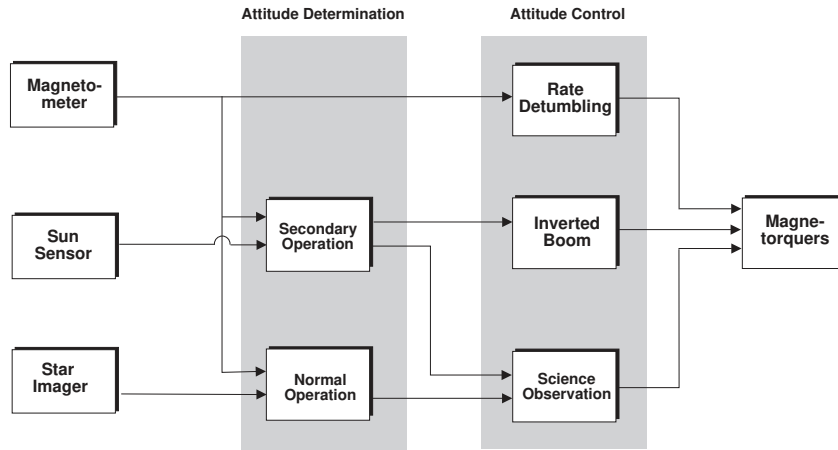 Attitude Determination
Attitude Control
Magneto-
meter
Rate
Detumbling
Sun
Sensor
Secondary
Operation
Inverted
Boom
Magne-
torquers
Star
Imager
Normal
Operation
Science
Observation